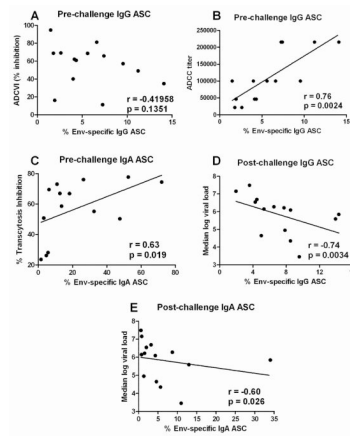 A
Pre-challenge IgG ASC
ADCVI (% inhibition)
100
80
60
40
20
0
0
5
10
15
r = -0.41958
p = 0.1351
% Env-specific IgG ASC
B
Pre-challenge IgG ASC
ADCC titer
250000
200000
150000
100000
50000
0
0
5
10
15
r = 0.76
p = 0.0024
% Env-specific IgG ASC
C
Pre-challenge IgA ASC
% Transcytosis Inhibition
80
60
40
20
0
20
40
60
80
r = 0.63
p = 0.019
% Env-specific IgA ASC
D
Post-challenge IgG ASC
Median log viral load
8
7
6
5
4
3
0
5
10
15
r = -0.74
p = 0.0034
% Env-specific IgG ASC
E
Post-challenge IgA ASC
Median log viral load
8
7
6
5
4
3
2
0
5
10
15
20
25
30
35
r = -0.60
p = 0.026
% Env-specific IgA ASC